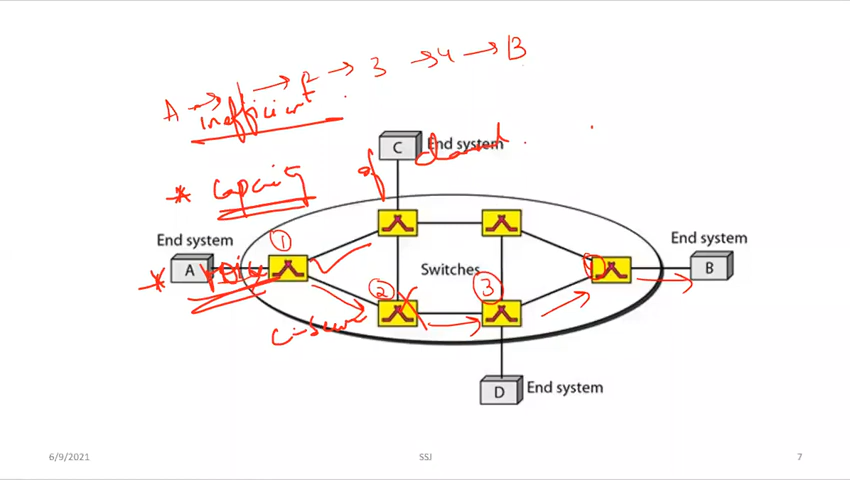 A → 1 → 2 → 3 → 4 → B
inefficient
C
End system
of channel
* Capacity
End system
①
A
Switches
End system
B
②
③
D
End system
6/9/2021
SSJ
7